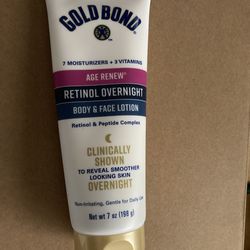 GOLD BOND
7 MOISTURIZERS + 3 VITAMINS
AGE RENEW
RETINOL OVERNIGHT
BODY & FACE LOTION
Retinol & Peptide Complex
CLINICALLY
SHOWN
TO REVEAL SMOOTHER
LOOKING SKIN
OVERNIGHT
Non-Irritating, Gentle for Daily Use
Net wt 7 oz (198 g)